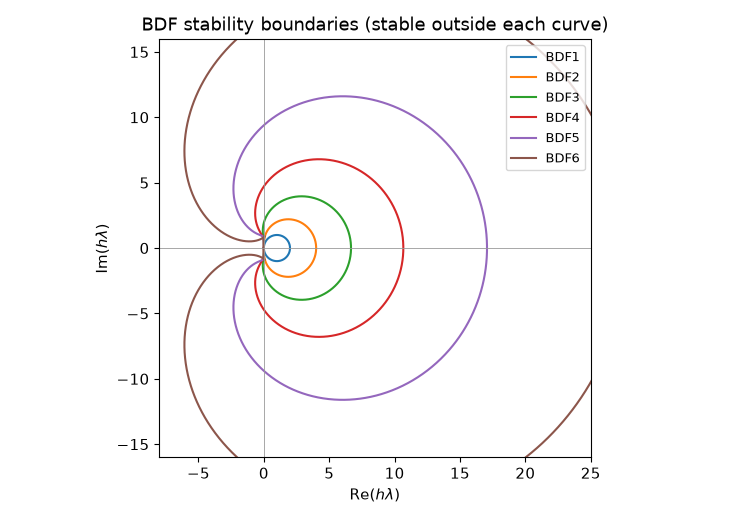 BDF stability boundaries (stable outside each curve)
BDF1
BDF2
BDF3
BDF4
BDF5
BDF6
15
10
5
0
−5
−10
−15
Im(hλ)
−5 0 5 10 15 20 25
Re(hλ)